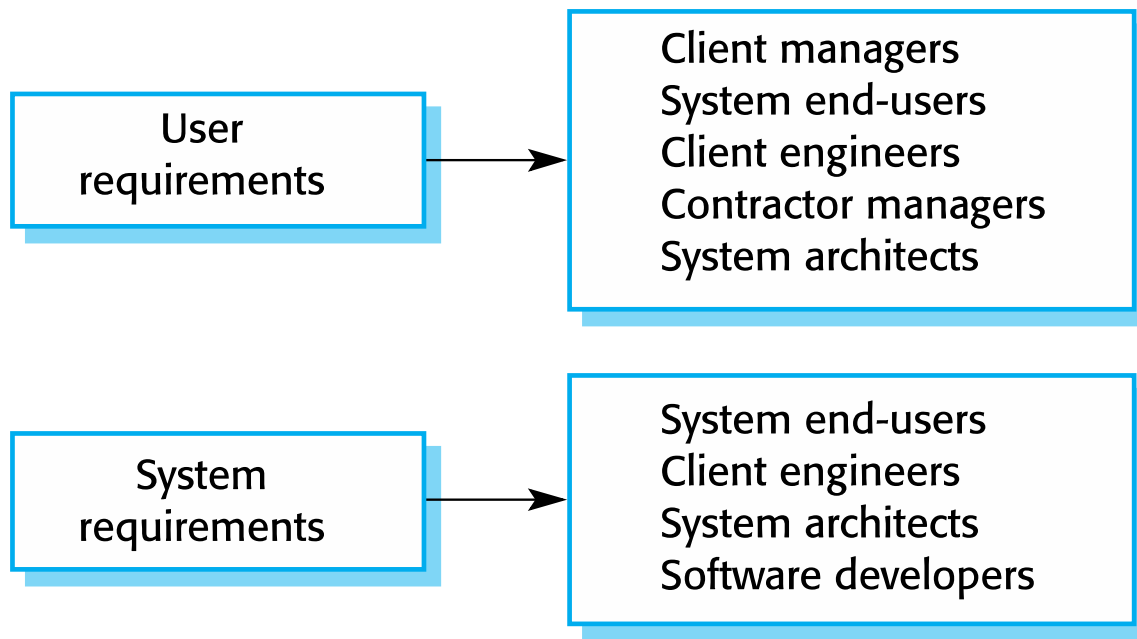 User
requirements
Client managers
System end-users
Client engineers
Contractor managers
System architects
System
requirements
System end-users
Client engineers
System architects
Software developers